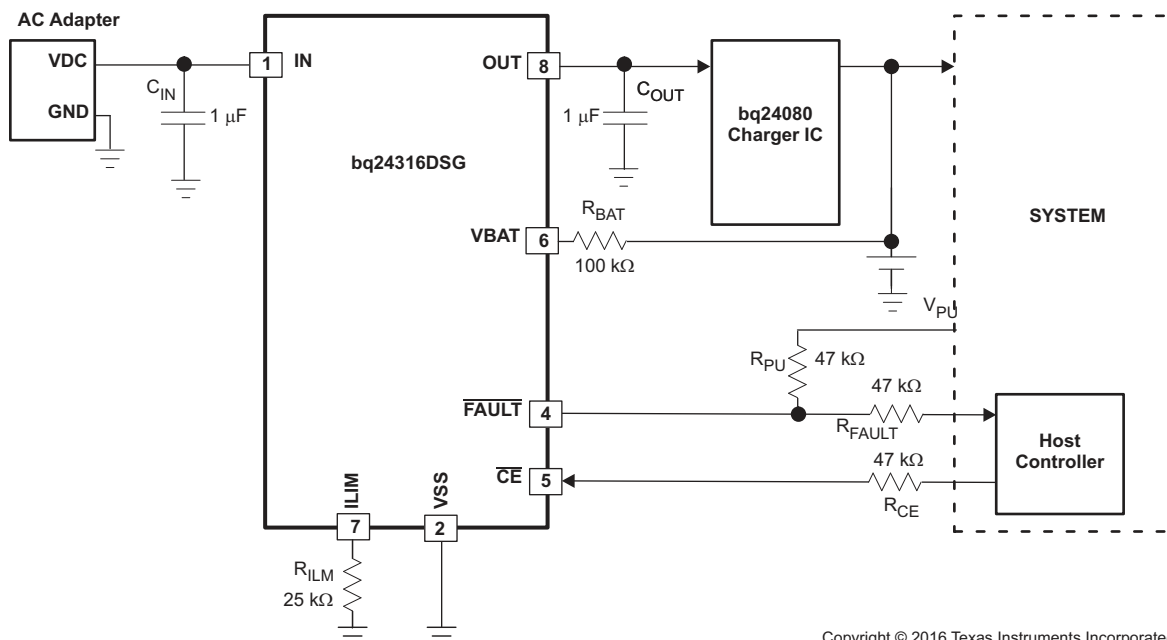 AC Adapter
VDC
GND
C_IN
1 μF
1
IN
OUT
8
C_OUT
1 μF
bq24080
Charger IC
bq24316DSG
SYSTEM
VBAT
6
R_BAT
100 kΩ
V_PU
R_PU
47 kΩ
FAULT
4
47 kΩ
R_FAULT
Host
Controller
CE
5
47 kΩ
R_CE
ILIM
7
VSS
2
R_ILM
25 kΩ
Copyright © 2016 Texas Instruments Incorporated